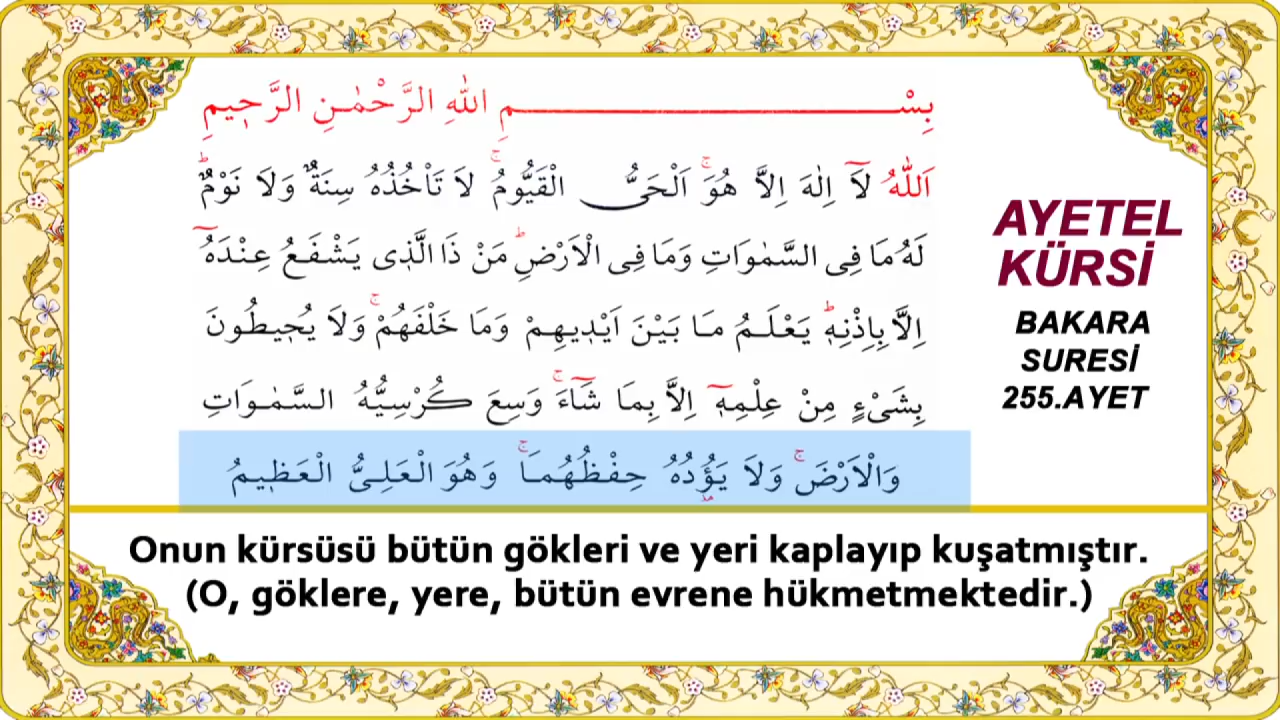 بِسْمِ اللهِ الرَّحْمٰنِ الرَّحٖيمِ
اَللّٰهُ لَٓا اِلٰهَ اِلَّا هُوَۚ اَلْحَيُّ الْقَيُّومُۚ لَا تَاْخُذُهُ سِنَةٌ وَلَا نَوْمٌؕ
لَهُ مَا فِى السَّمٰوَاتِ وَمَا فِى الْاَرْضِؕ مَنْ ذَا الَّذٖى يَشْفَعُ عِنْدَهُٓ
اِلَّا بِاِذْنِهٖؕ يَعْلَمُ مَا بَيْنَ اَيْدٖيهِمْ وَمَا خَلْفَهُمْۚ وَلَا يُحٖيطُونَ
بِشَىْءٍ مِنْ عِلْمِهٖٓ اِلَّا بِمَا شَٓاءَۚ وَسِعَ كُرْسِيُّهُ السَّمٰوَاتِ
وَالْاَرْضَۚ وَلَا يَؤُدُهُ حِفْظُهُمَاۚ وَهُوَ الْعَلِىُّ الْعَظٖيمُ
AYETEL
KÜRSİ
BAKARA
SURESİ
255.AYET
Onun kürsüsü bütün gökleri ve yeri kaplayıp kuşatmıştır.
(O, göklere, yere, bütün evrene hükmetmektedir.)